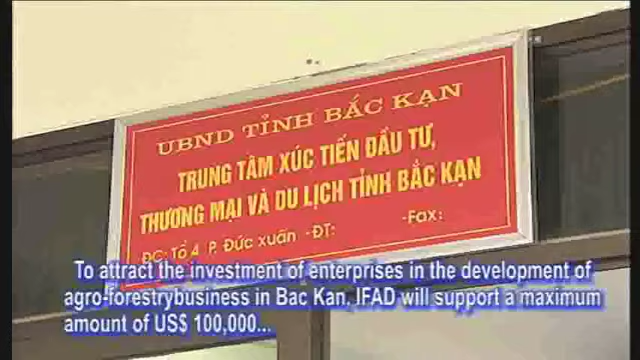 UBND TỈNH BẮC KẠN
TRUNG TÂM XÚC TIẾN ĐẦU TƯ,
THƯƠNG MẠI VÀ DU LỊCH TỈNH BẮC KẠN
ĐC: Tổ 4 P. Đức xuân -ĐT: -Fax:
To attract the investment of enterprises in the development of
agro-forestrybusiness in Bac Kan, IFAD will support a maximum
amount of US$ 100,000...